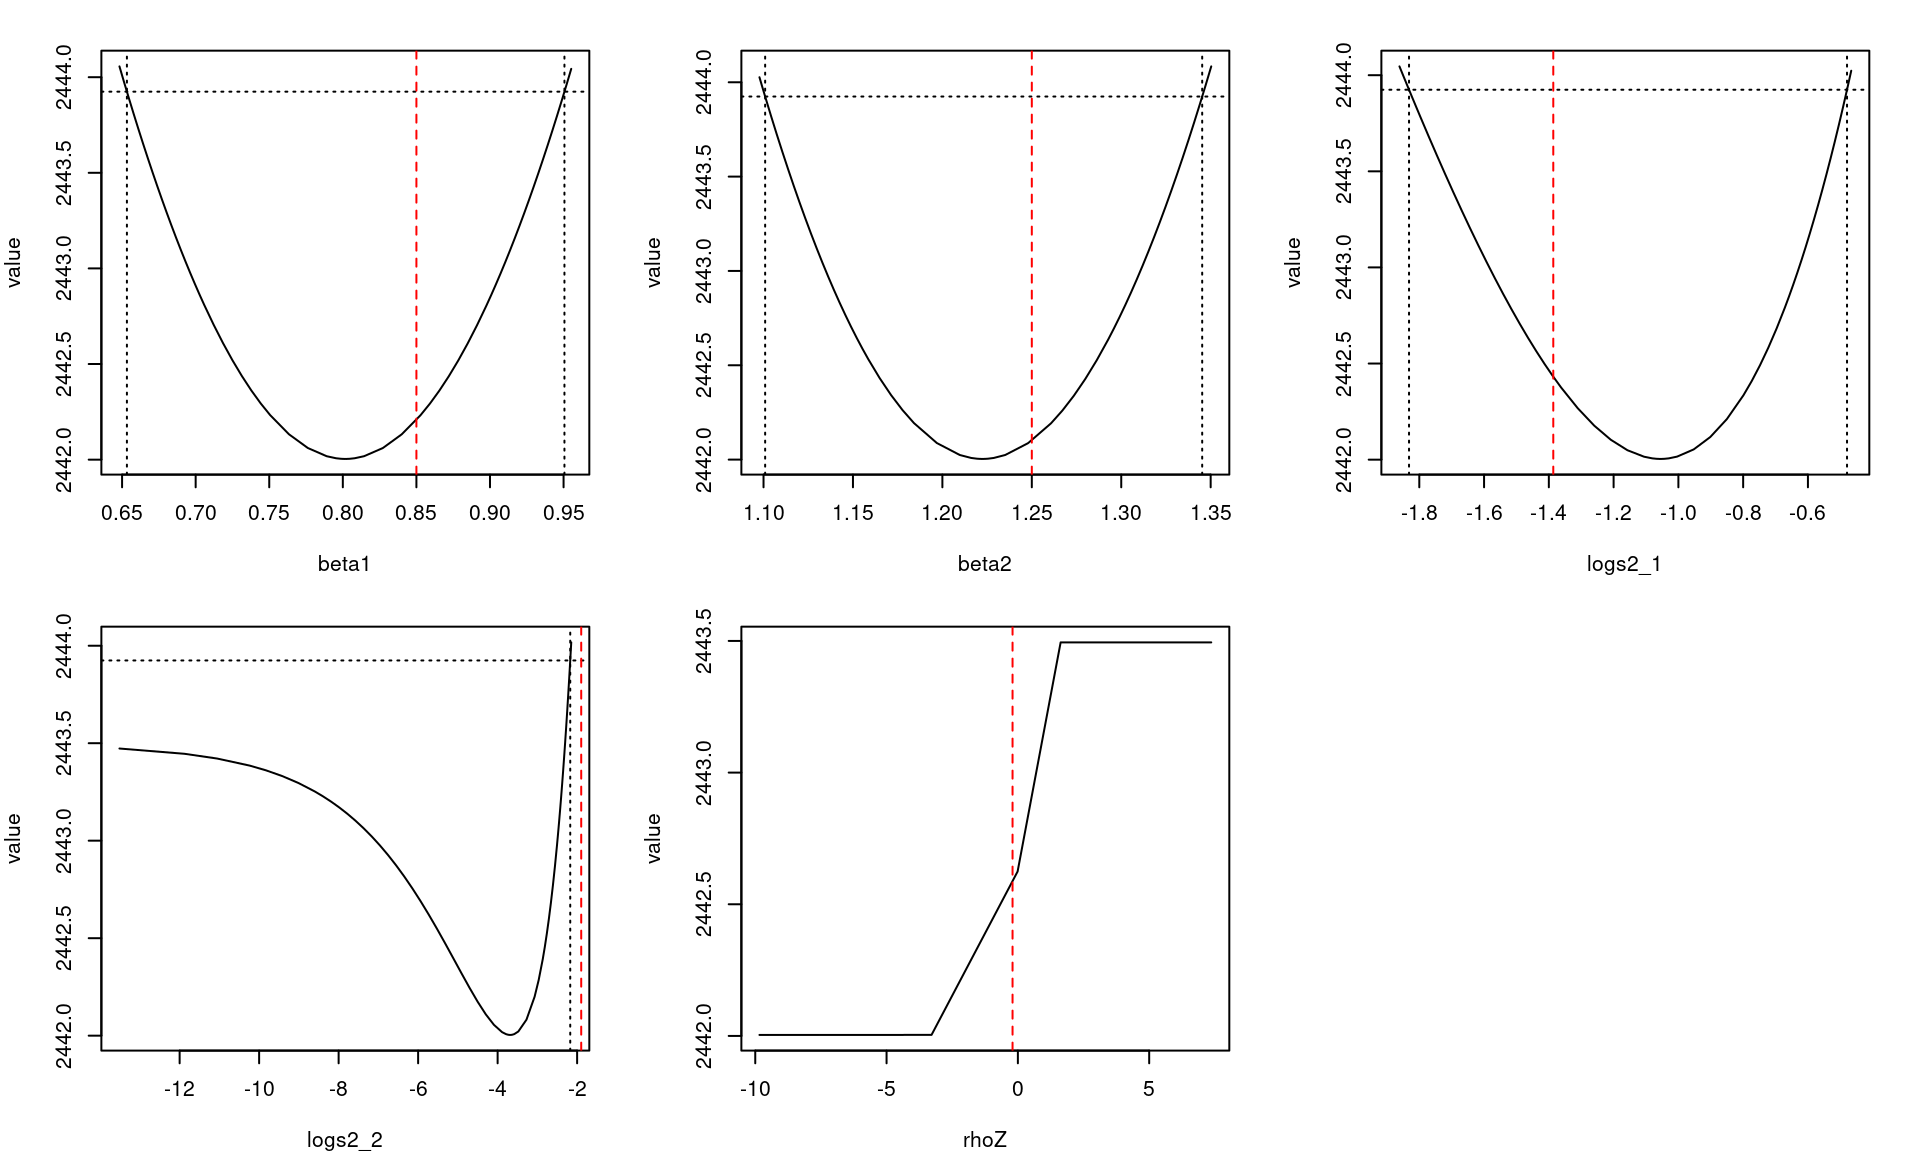 value
2442.0 2442.5 2443.0 2443.5 2444.0
0.65 0.70 0.75 0.80 0.85 0.90 0.95
beta1
value
2442.0 2442.5 2443.0 2443.5 2444.0
1.10 1.15 1.20 1.25 1.30 1.35
beta2
value
2442.0 2442.5 2443.0 2443.5 2444.0
-1.8 -1.6 -1.4 -1.2 -1.0 -0.8 -0.6
logs2_1
value
2442.0 2442.5 2443.0 2443.5 2444.0
-12 -10 -8 -6 -4 -2
logs2_2
value
2442.0 2442.5 2443.0 2443.5
-10 -5 0 5
rhoZ